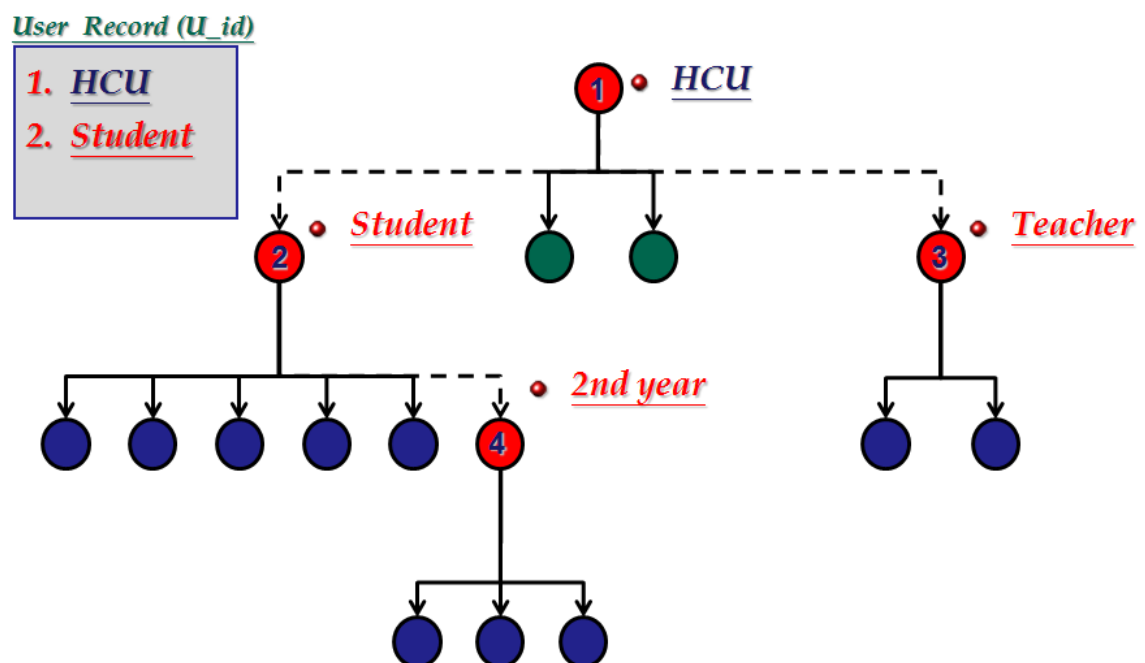 User Record (U_id)
1. HCU
2. Student
1
HCU
Student
2
Teacher
3
2nd year
4